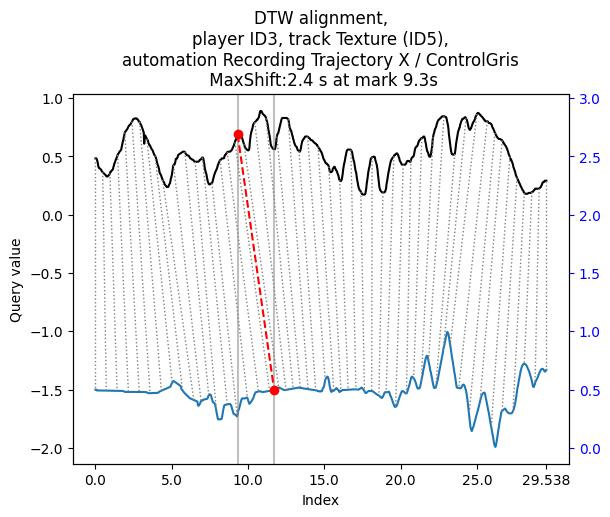 DTW alignment,
player ID3, track Texture (ID5),
automation Recording Trajectory X / ControlGris
MaxShift:2.4 s at mark 9.3s
1.0
0.5
0.0
−0.5
−1.0
−1.5
−2.0
Query value
3.0
2.5
2.0
1.5
1.0
0.5
0.0
0.0 5.0 10.0 15.0 20.0 25.0 29.538
Index